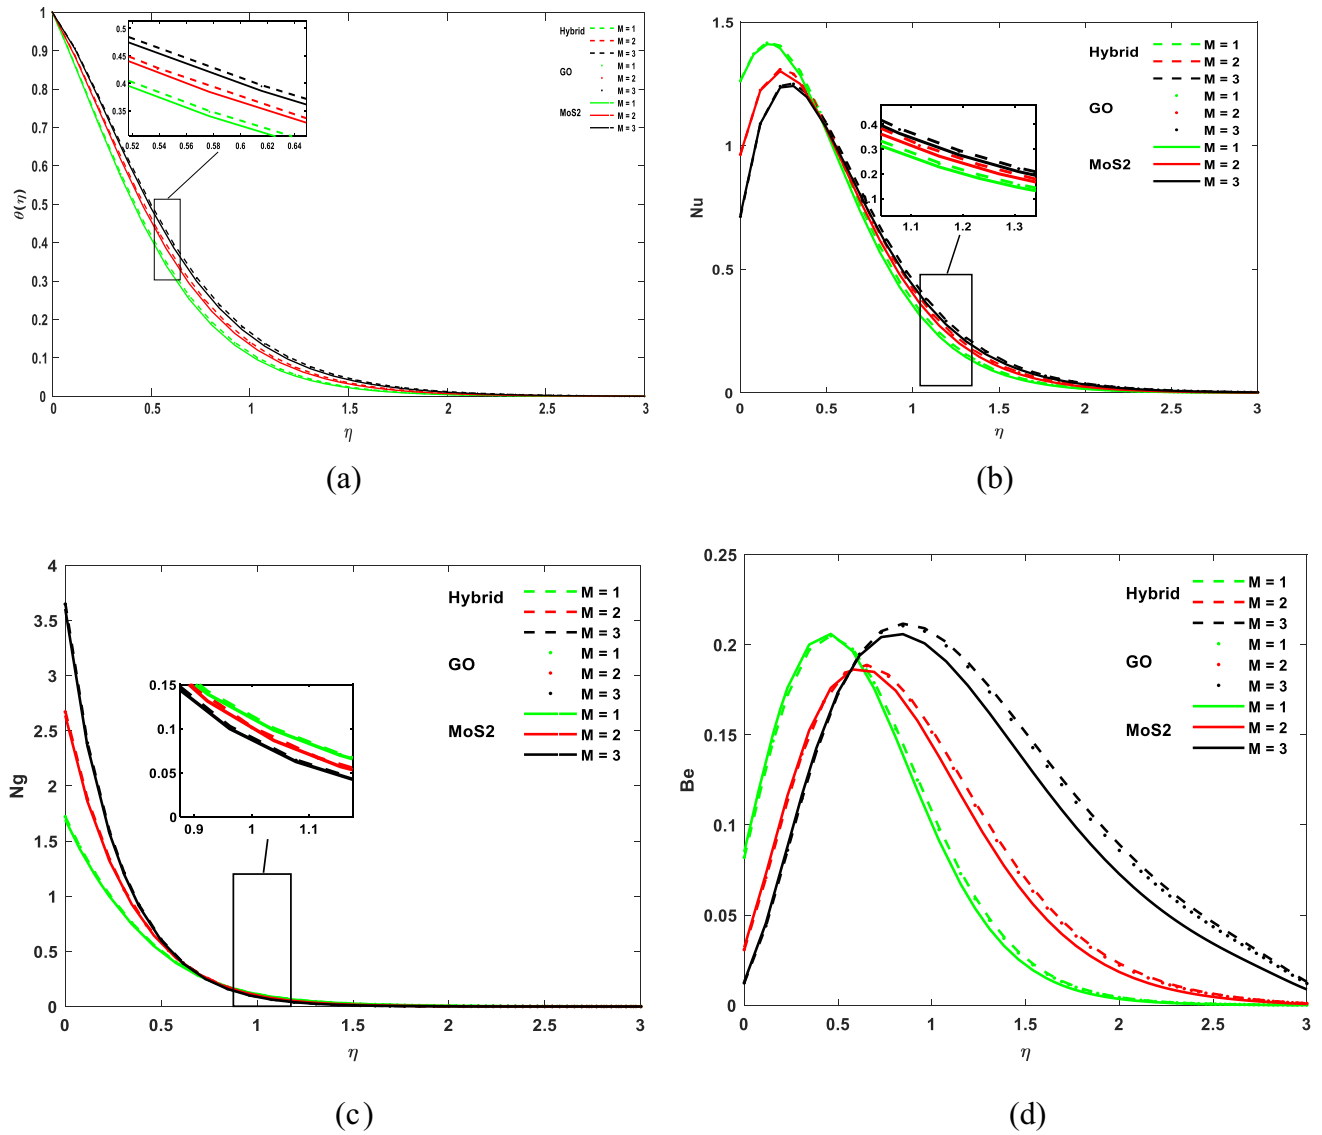 1
0.9
0.8
0.7
0.6
0.5
0.4
0.3
0.2
0.1
0
0 0.5 1 1.5 2 2.5 3
θ(η)
η
0.5
0.45
0.4
0.35
0.52 0.54 0.56 0.58 0.6 0.62 0.64
Hybrid
M = 1
M = 2
M = 3
GO
M = 1
M = 2
M = 3
MoS2
M = 1
M = 2
M = 3
(a)
1.5
1
0.5
0
0 0.5 1 1.5 2 2.5 3
Nu
η
0.4
0.3
0.2
0.1
1.1 1.2 1.3
Hybrid
M = 1
M = 2
M = 3
GO
M = 1
M = 2
M = 3
MoS2
M = 1
M = 2
M = 3
(b)
4
3.5
3
2.5
2
1.5
1
0.5
0
0 0.5 1 1.5 2 2.5 3
Ng
η
0.15
0.1
0.05
0
0.9 1 1.1
Hybrid
M = 1
M = 2
M = 3
GO
M = 1
M = 2
M = 3
MoS2
M = 1
M = 2
M = 3
(c)
0.25
0.2
0.15
0.1
0.05
0
0 0.5 1 1.5 2 2.5 3
Be
η
Hybrid
M = 1
M = 2
M = 3
GO
M = 1
M = 2
M = 3
MoS2
M = 1
M = 2
M = 3
(d)